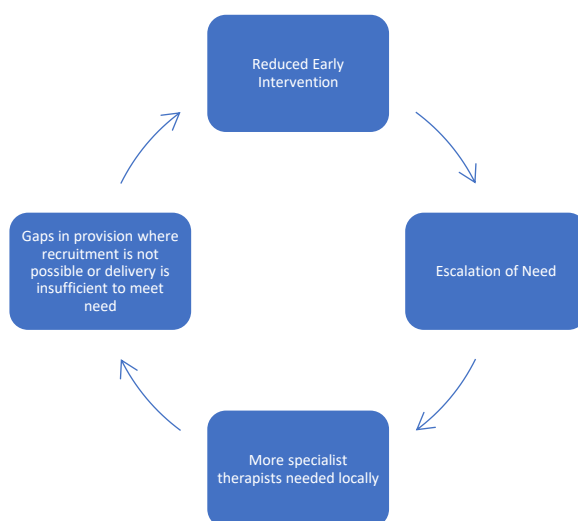 Reduced Early
Intervention
Escalation of Need
More specialist
therapists needed locally
Gaps in provision where
recruitment is not
possible or delivery is
insufficient to meet
need